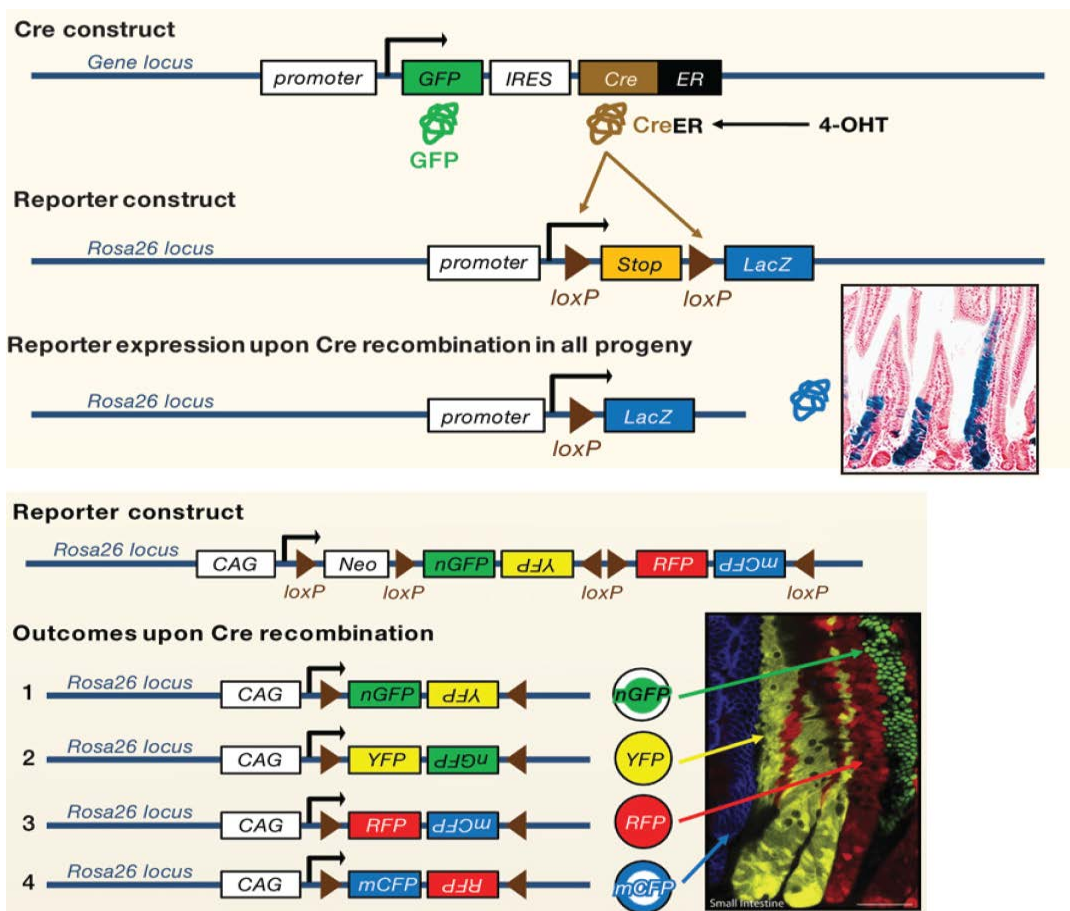 Cre construct
Gene locus
promoter GFP IRES Cre ER
CreER 4-OHT
GFP
Reporter construct
Rosa26 locus
promoter Stop LacZ
loxP loxP
Reporter expression upon Cre recombination in all progeny
Rosa26 locus
promoter LacZ
loxP
Reporter construct
Rosa26 locus
CAG Neo nGFP YFP RFP mCFP
loxP loxP loxP loxP
Outcomes upon Cre recombination
1 Rosa26 locus CAG nGFP YFP nGFP
2 Rosa26 locus CAG YFP nGFP YFP
3 Rosa26 locus CAG RFP mCFP RFP
4 Rosa26 locus CAG mCFP RFP mCFP
Small Intestine